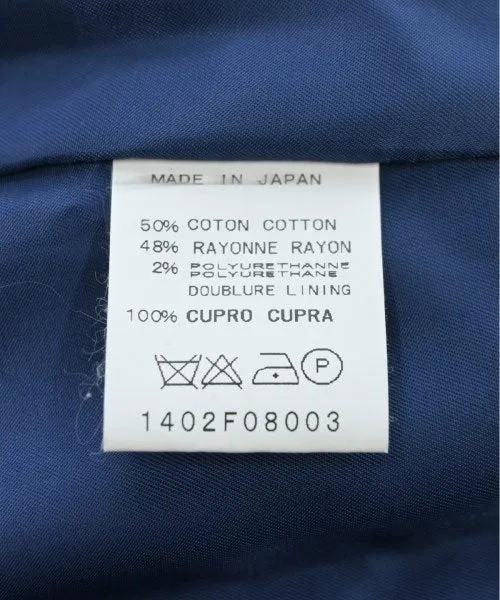 MADE IN JAPAN
50% COTON COTTON
48% RAYONNE RAYON
2% POLYURETHANNE
POLYURETHANE
DOUBLURE LINING
100% CUPRO CUPRA
P
1402F08003